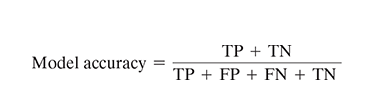 Model accuracy = TP + TN
TP + FP + FN + TN